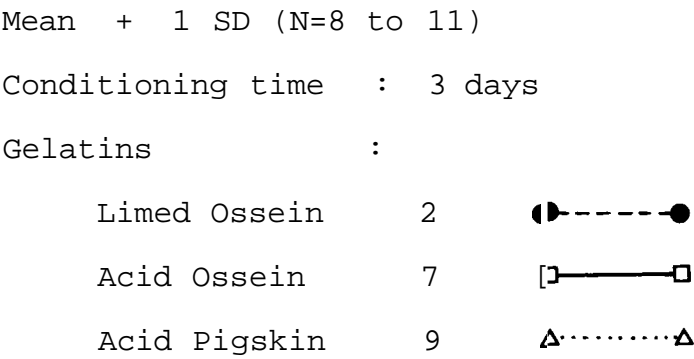 Mean + 1 SD (N=8 to 11)
Conditioning time : 3 days
Gelatins :
Limed Ossein 2
Acid Ossein 7
Acid Pigskin 9